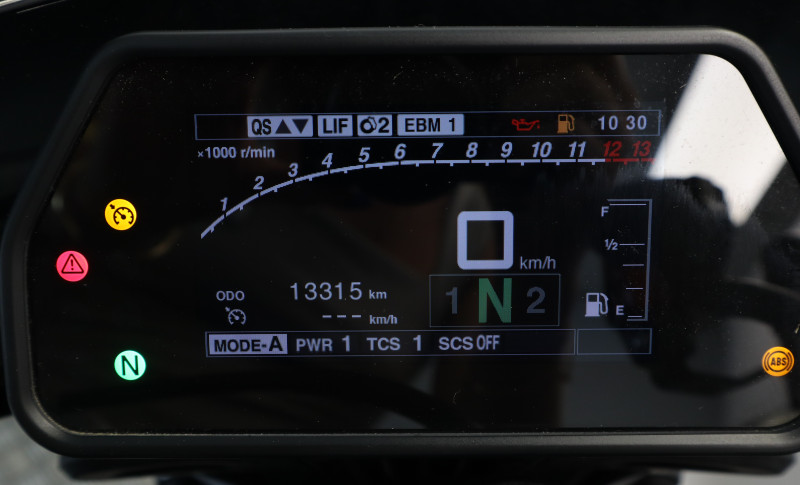 QS▲▼ LIF 2 EBM 1 10 30
×1000 r/min
1 2 3 4 5 6 7 8 9 10 11 12 13
F
1/2
E
0 km/h
ODO 13315 km
--- km/h
1 N 2
MODE-A PWR 1 TCS 1 SCS OFF
N
ABS